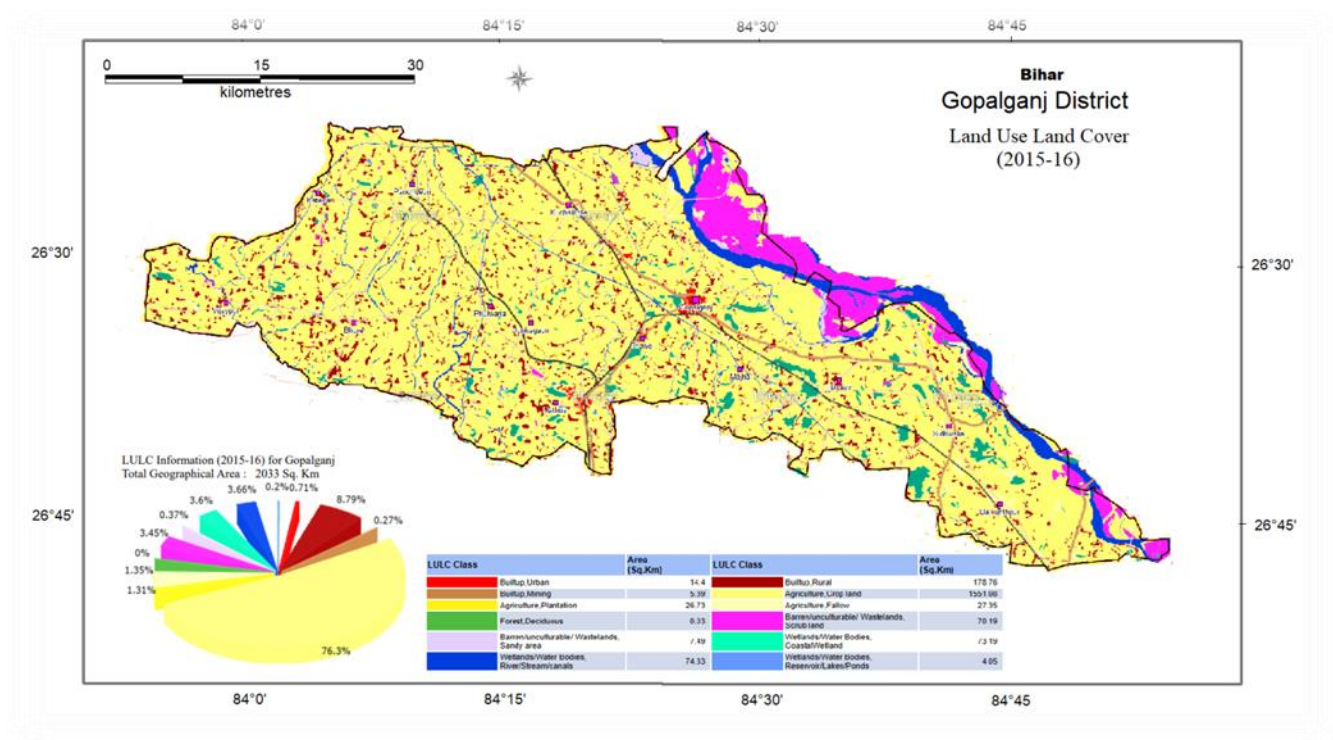 84°0' 84°15' 84°30' 84°45'
0 15 30
kilometres
Bihar
Gopalganj District
Land Use Land Cover
(2015-16)
26°30' 26°30'
26°45' 26°45'
LULC Information (2015-16) for Gopalganj
Total Geographical Area : 2033 Sq. Km
3.6% 3.66% 0.2% 0.71% 8.79%
0.37% 0.27%
3.45%
0%
1.35%
1.31%
76.3%
LULC Class Area (Sq.Km) LULC Class Area (Sq.Km)
Builtup,Urban 14.4 Builtup,Rural 178.76
Builtup,Mining 5.39 Agriculture,Crop land
Agriculture,Plantation 26.73 Agriculture,Fallow 27.35
Forest,Deciduous Barren/unculturable/ Wastelands, Scrub land 70.19
Barren/unculturable/ Wastelands, Sandy area 7.49 Wetlands/Water Bodies, CoastalWetland 73.19
Wetlands/Water Bodies, River/Stream/canals 74.33 Wetlands/Water Bodies, Reservoir/Lakes/Ponds 4.05
84°0' 84°15' 84°30' 84°45'